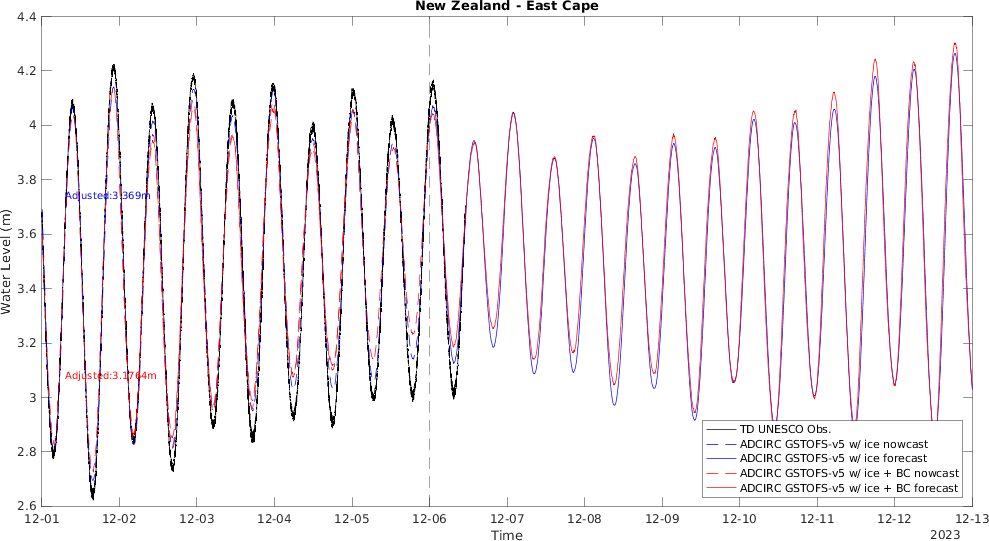 New Zealand - East Cape
4.4
4.2
4
3.8
3.6
3.4
3.2
3
2.8
2.6
Water Level (m)
Adjusted:3.369m
Adjusted:3.1764m
TD UNESCO Obs.
ADCIRC GSTOFS-v5 w/ ice nowcast
ADCIRC GSTOFS-v5 w/ ice forecast
ADCIRC GSTOFS-v5 w/ ice + BC nowcast
ADCIRC GSTOFS-v5 w/ ice + BC forecast
12-01 12-02 12-03 12-04 12-05 12-06 12-07 12-08 12-09 12-10 12-11 12-12 12-13
Time
2023